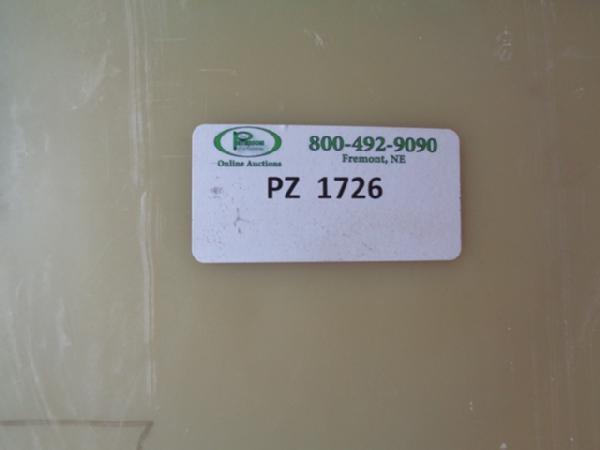 800-492-9090
Fremont, NE
Online Auctions
PZ 1726